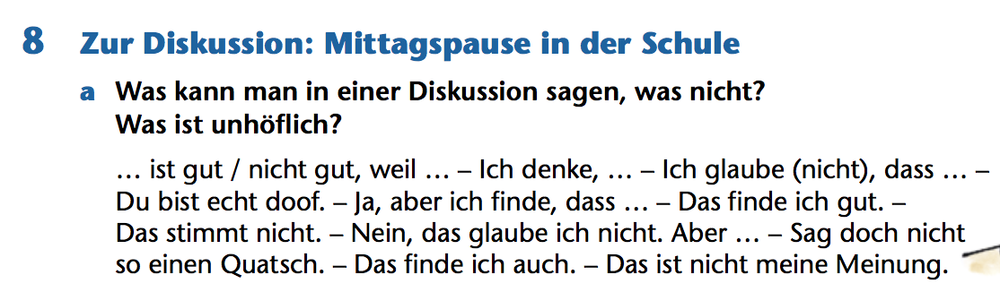 8 Zur Diskussion: Mittagspause in der Schule
a Was kann man in einer Diskussion sagen, was nicht?
Was ist unhöflich?
… ist gut / nicht gut, weil … – Ich denke, … – Ich glaube (nicht), dass … –
Du bist echt doof. – Ja, aber ich finde, dass … – Das finde ich gut. –
Das stimmt nicht. – Nein, das glaube ich nicht. Aber … – Sag doch nicht
so einen Quatsch. – Das finde ich auch. – Das ist nicht meine Meinung.